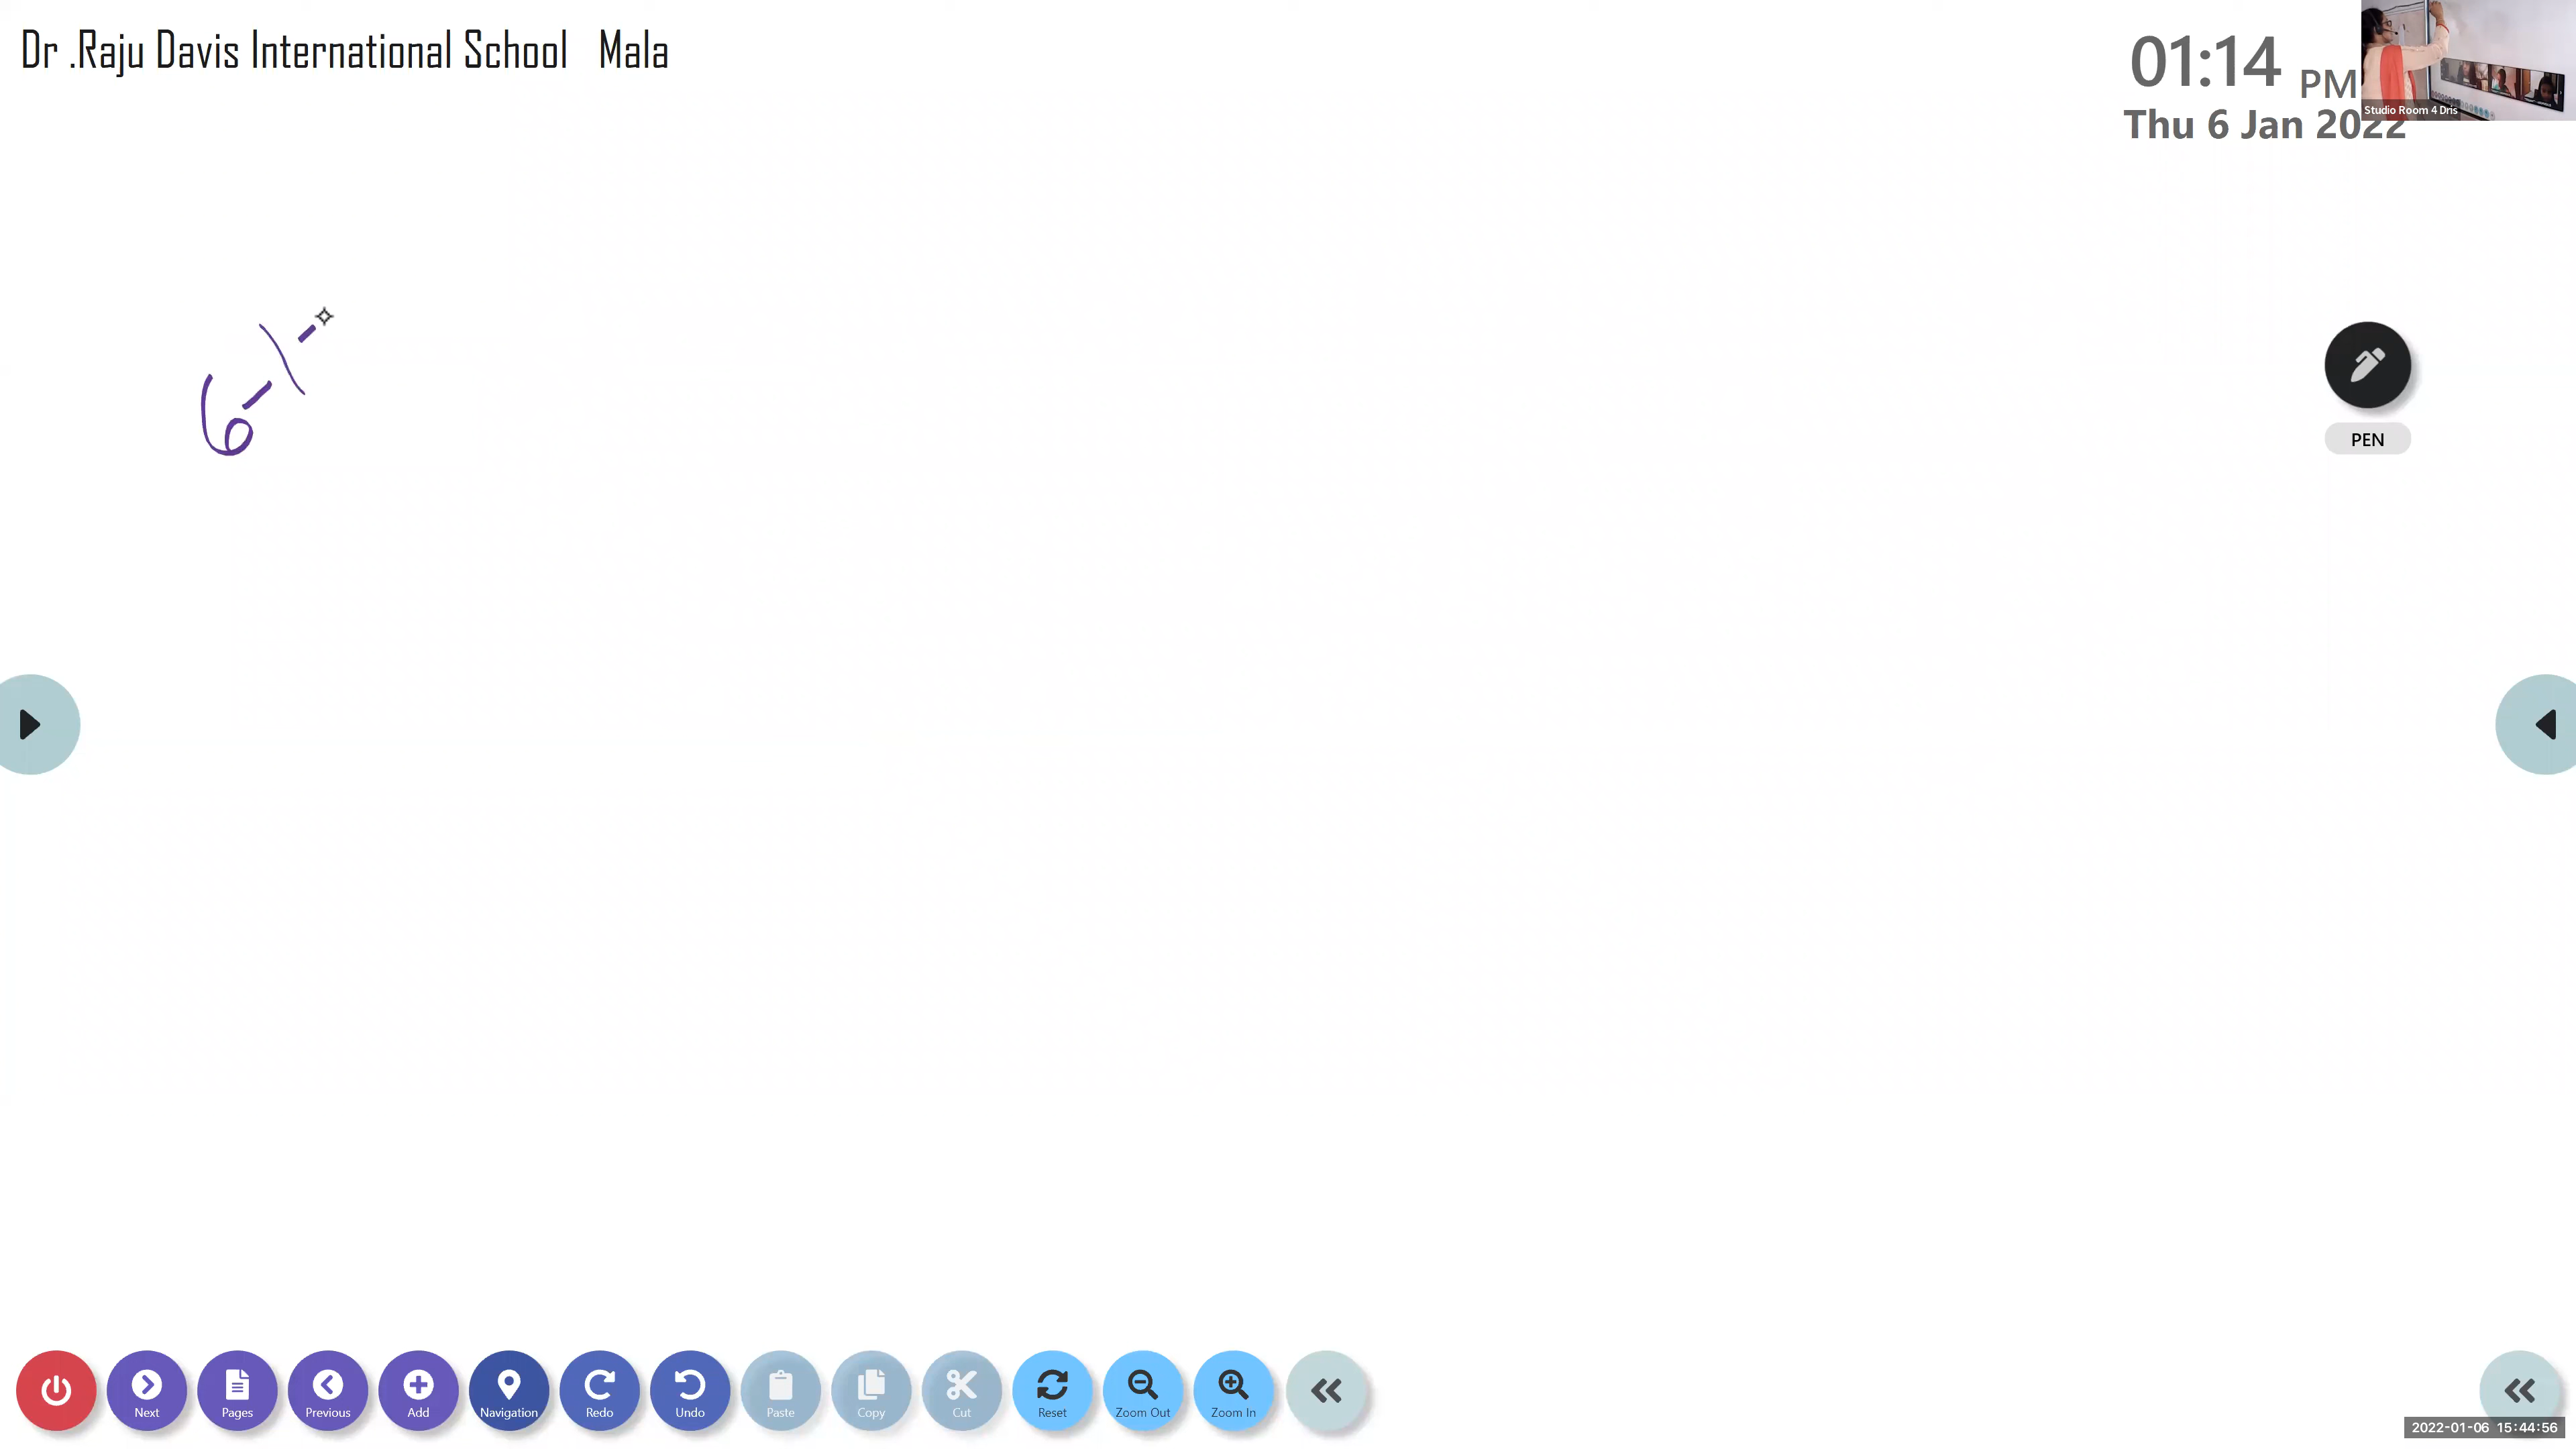 Dr .Raju Davis International School Mala
01:14 PM
Thu 6 Jan 2022
Studio Room 4 Dris
6-1-
PEN
Next
Pages
Previous
Add
Navigation
Redo
Undo
Paste
Copy
Cut
Reset
Zoom Out
Zoom In
2022-01-06 15:44:56